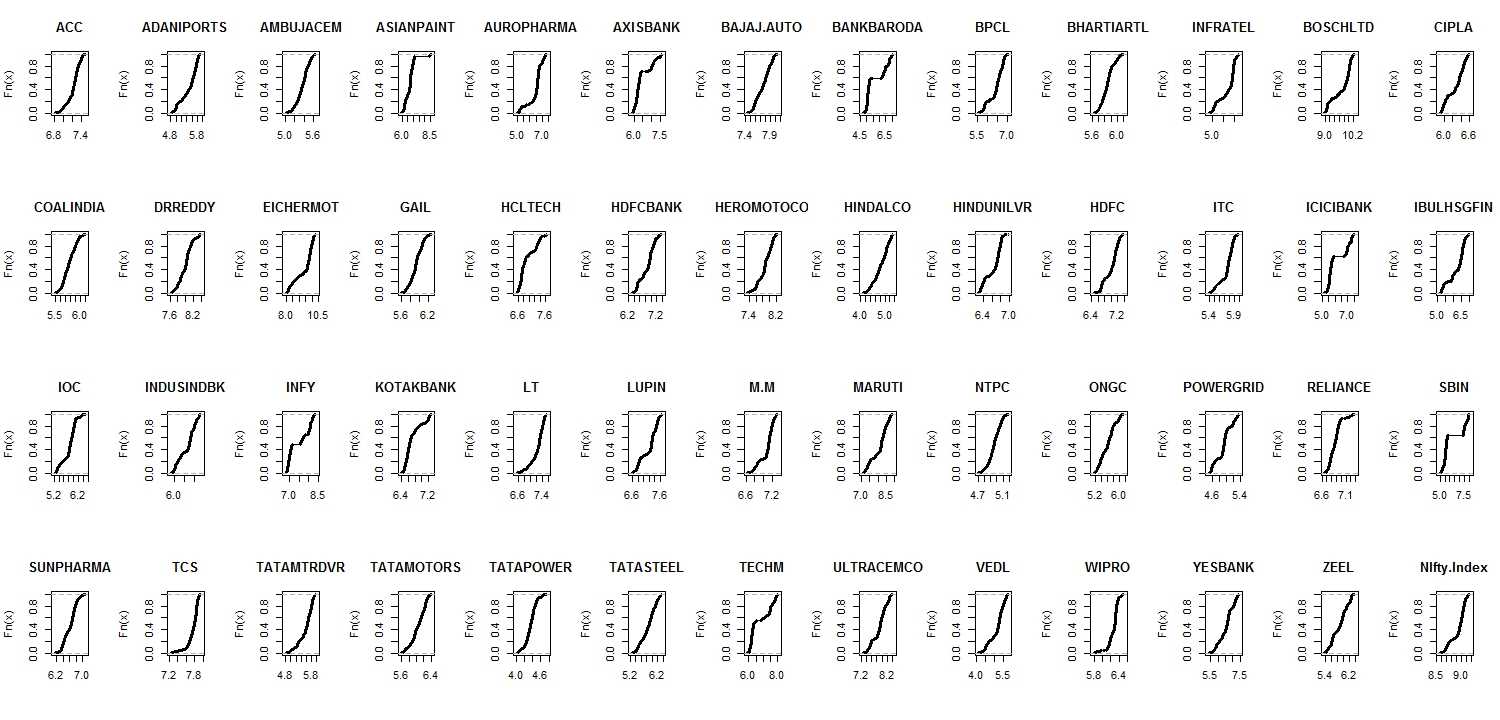 ACC ADANIPORTS AMBUJACEM ASIANPAINT AUROPHARMA AXISBANK BAJAJ.AUTO BANKBARODA BPCL BHARTIARTL INFRATEL BOSCHLTD CIPLA
Fn(x) Fn(x) Fn(x) Fn(x) Fn(x) Fn(x) Fn(x) Fn(x) Fn(x) Fn(x) Fn(x) Fn(x) Fn(x)
0.8 0.8 0.8 0.8 0.8 0.8 0.8 0.8 0.8 0.8 0.8 0.8 0.8
0.4 0.4 0.4 0.4 0.4 0.4 0.4 0.4 0.4 0.4 0.4 0.4 0.4
0.0 0.0 0.0 0.0 0.0 0.0 0.0 0.0 0.0 0.0 0.0 0.0 0.0
6.8 7.4 4.8 5.8 5.0 5.6 6.0 8.5 5.0 7.0 6.0 7.5 7.4 7.9 4.5 6.5 5.5 7.0 5.6 6.0 5.0 9.0 10.2 6.0 6.6
COALINDIA DRREDDY EICHERMOT GAIL HCLTECH HDFCBANK HEROMOTOCO HINDALCO HINDUNILVR HDFC ITC ICICIBANK IBULHSGFIN
Fn(x) Fn(x) Fn(x) Fn(x) Fn(x) Fn(x) Fn(x) Fn(x) Fn(x) Fn(x) Fn(x) Fn(x) Fn(x)
0.8 0.8 0.8 0.8 0.8 0.8 0.8 0.8 0.8 0.8 0.8 0.8 0.8
0.4 0.4 0.4 0.4 0.4 0.4 0.4 0.4 0.4 0.4 0.4 0.4 0.4
0.0 0.0 0.0 0.0 0.0 0.0 0.0 0.0 0.0 0.0 0.0 0.0 0.0
5.5 6.0 7.6 8.2 8.0 10.5 5.6 6.2 6.6 7.6 6.2 7.2 7.4 8.2 4.0 5.0 6.4 7.0 6.4 7.2 5.4 5.9 5.0 7.0 5.0 6.5
IOC INDUSINDBK INFY KOTAKBANK LT LUPIN M.M MARUTI NTPC ONGC POWERGRID RELIANCE SBIN
Fn(x) Fn(x) Fn(x) Fn(x) Fn(x) Fn(x) Fn(x) Fn(x) Fn(x) Fn(x) Fn(x) Fn(x) Fn(x)
0.8 0.8 0.8 0.8 0.8 0.8 0.8 0.8 0.8 0.8 0.8 0.8 0.8
0.4 0.4 0.4 0.4 0.4 0.4 0.4 0.4 0.4 0.4 0.4 0.4 0.4
0.0 0.0 0.0 0.0 0.0 0.0 0.0 0.0 0.0 0.0 0.0 0.0 0.0
5.2 6.2 6.0 7.0 8.5 6.4 7.2 6.6 7.4 6.6 7.6 6.6 7.2 7.0 8.5 4.7 5.1 5.2 6.0 4.6 5.4 6.6 7.1 5.0 7.5
SUNPHARMA TCS TATAMTRDVR TATAMOTORS TATAPOWER TATASTEEL TECHM ULTRACEMCO VEDL WIPRO YESBANK ZEEL NIfty.Index
Fn(x) Fn(x) Fn(x) Fn(x) Fn(x) Fn(x) Fn(x) Fn(x) Fn(x) Fn(x) Fn(x) Fn(x) Fn(x)
0.8 0.8 0.8 0.8 0.8 0.8 0.8 0.8 0.8 0.8 0.8 0.8 0.8
0.4 0.4 0.4 0.4 0.4 0.4 0.4 0.4 0.4 0.4 0.4 0.4 0.4
0.0 0.0 0.0 0.0 0.0 0.0 0.0 0.0 0.0 0.0 0.0 0.0 0.0
6.2 7.0 7.2 7.8 4.8 5.8 5.6 6.4 4.0 4.6 5.2 6.2 6.0 8.0 7.2 8.2 4.0 5.5 5.8 6.4 5.5 7.5 5.4 6.2 8.5 9.0